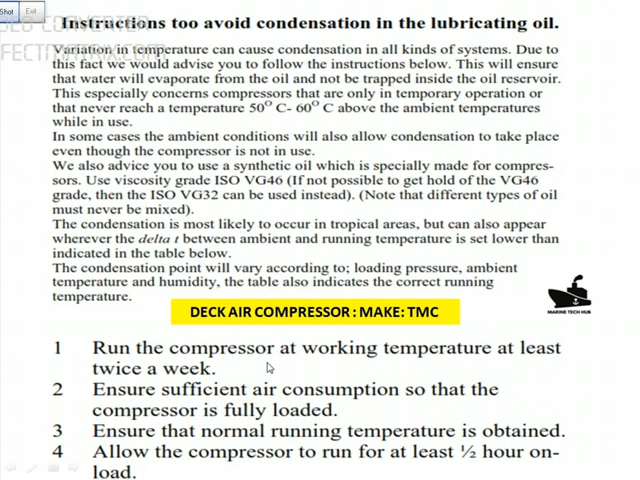 Shot Exit
Instructions too avoid condensation in the lubricating oil.
CONVERTER
FECTMATRIX.COM
Variation in temperature can cause condensation in all kinds of systems. Due to
this fact we would advise you to follow the instructions below. This will ensure
that water will evaporate from the oil and not be trapped inside the oil reservoir.
This especially concerns compressors that are only in temporary operation or
that never reach a temperature 50° C- 60° C above the ambient temperatures
while in use.
In some cases the ambient conditions will also allow condensation to take place
even though the compressor is not in use.
We also advice you to use a synthetic oil which is specially made for compres-
sors. Use viscosity grade ISO VG46 (If not possible to get hold of the VG46
grade, then the ISO VG32 can be used instead). (Note that different types of oil
must never be mixed).
The condensation is most likely to occur in tropical areas, but can also appear
wherever the delta t between ambient and running temperature is set lower than
indicated in the table below.
The condensation point will vary according to; loading pressure, ambient
temperature and humidity, the table also indicates the correct running
temperature.
DECK AIR COMPRESSOR : MAKE: TMC
MARINE TECH HUB
1 Run the compressor at working temperature at least
twice a week.
2 Ensure sufficient air consumption so that the
compressor is fully loaded.
3 Ensure that normal running temperature is obtained.
4 Allow the compressor to run for at least ½ hour on-
load.